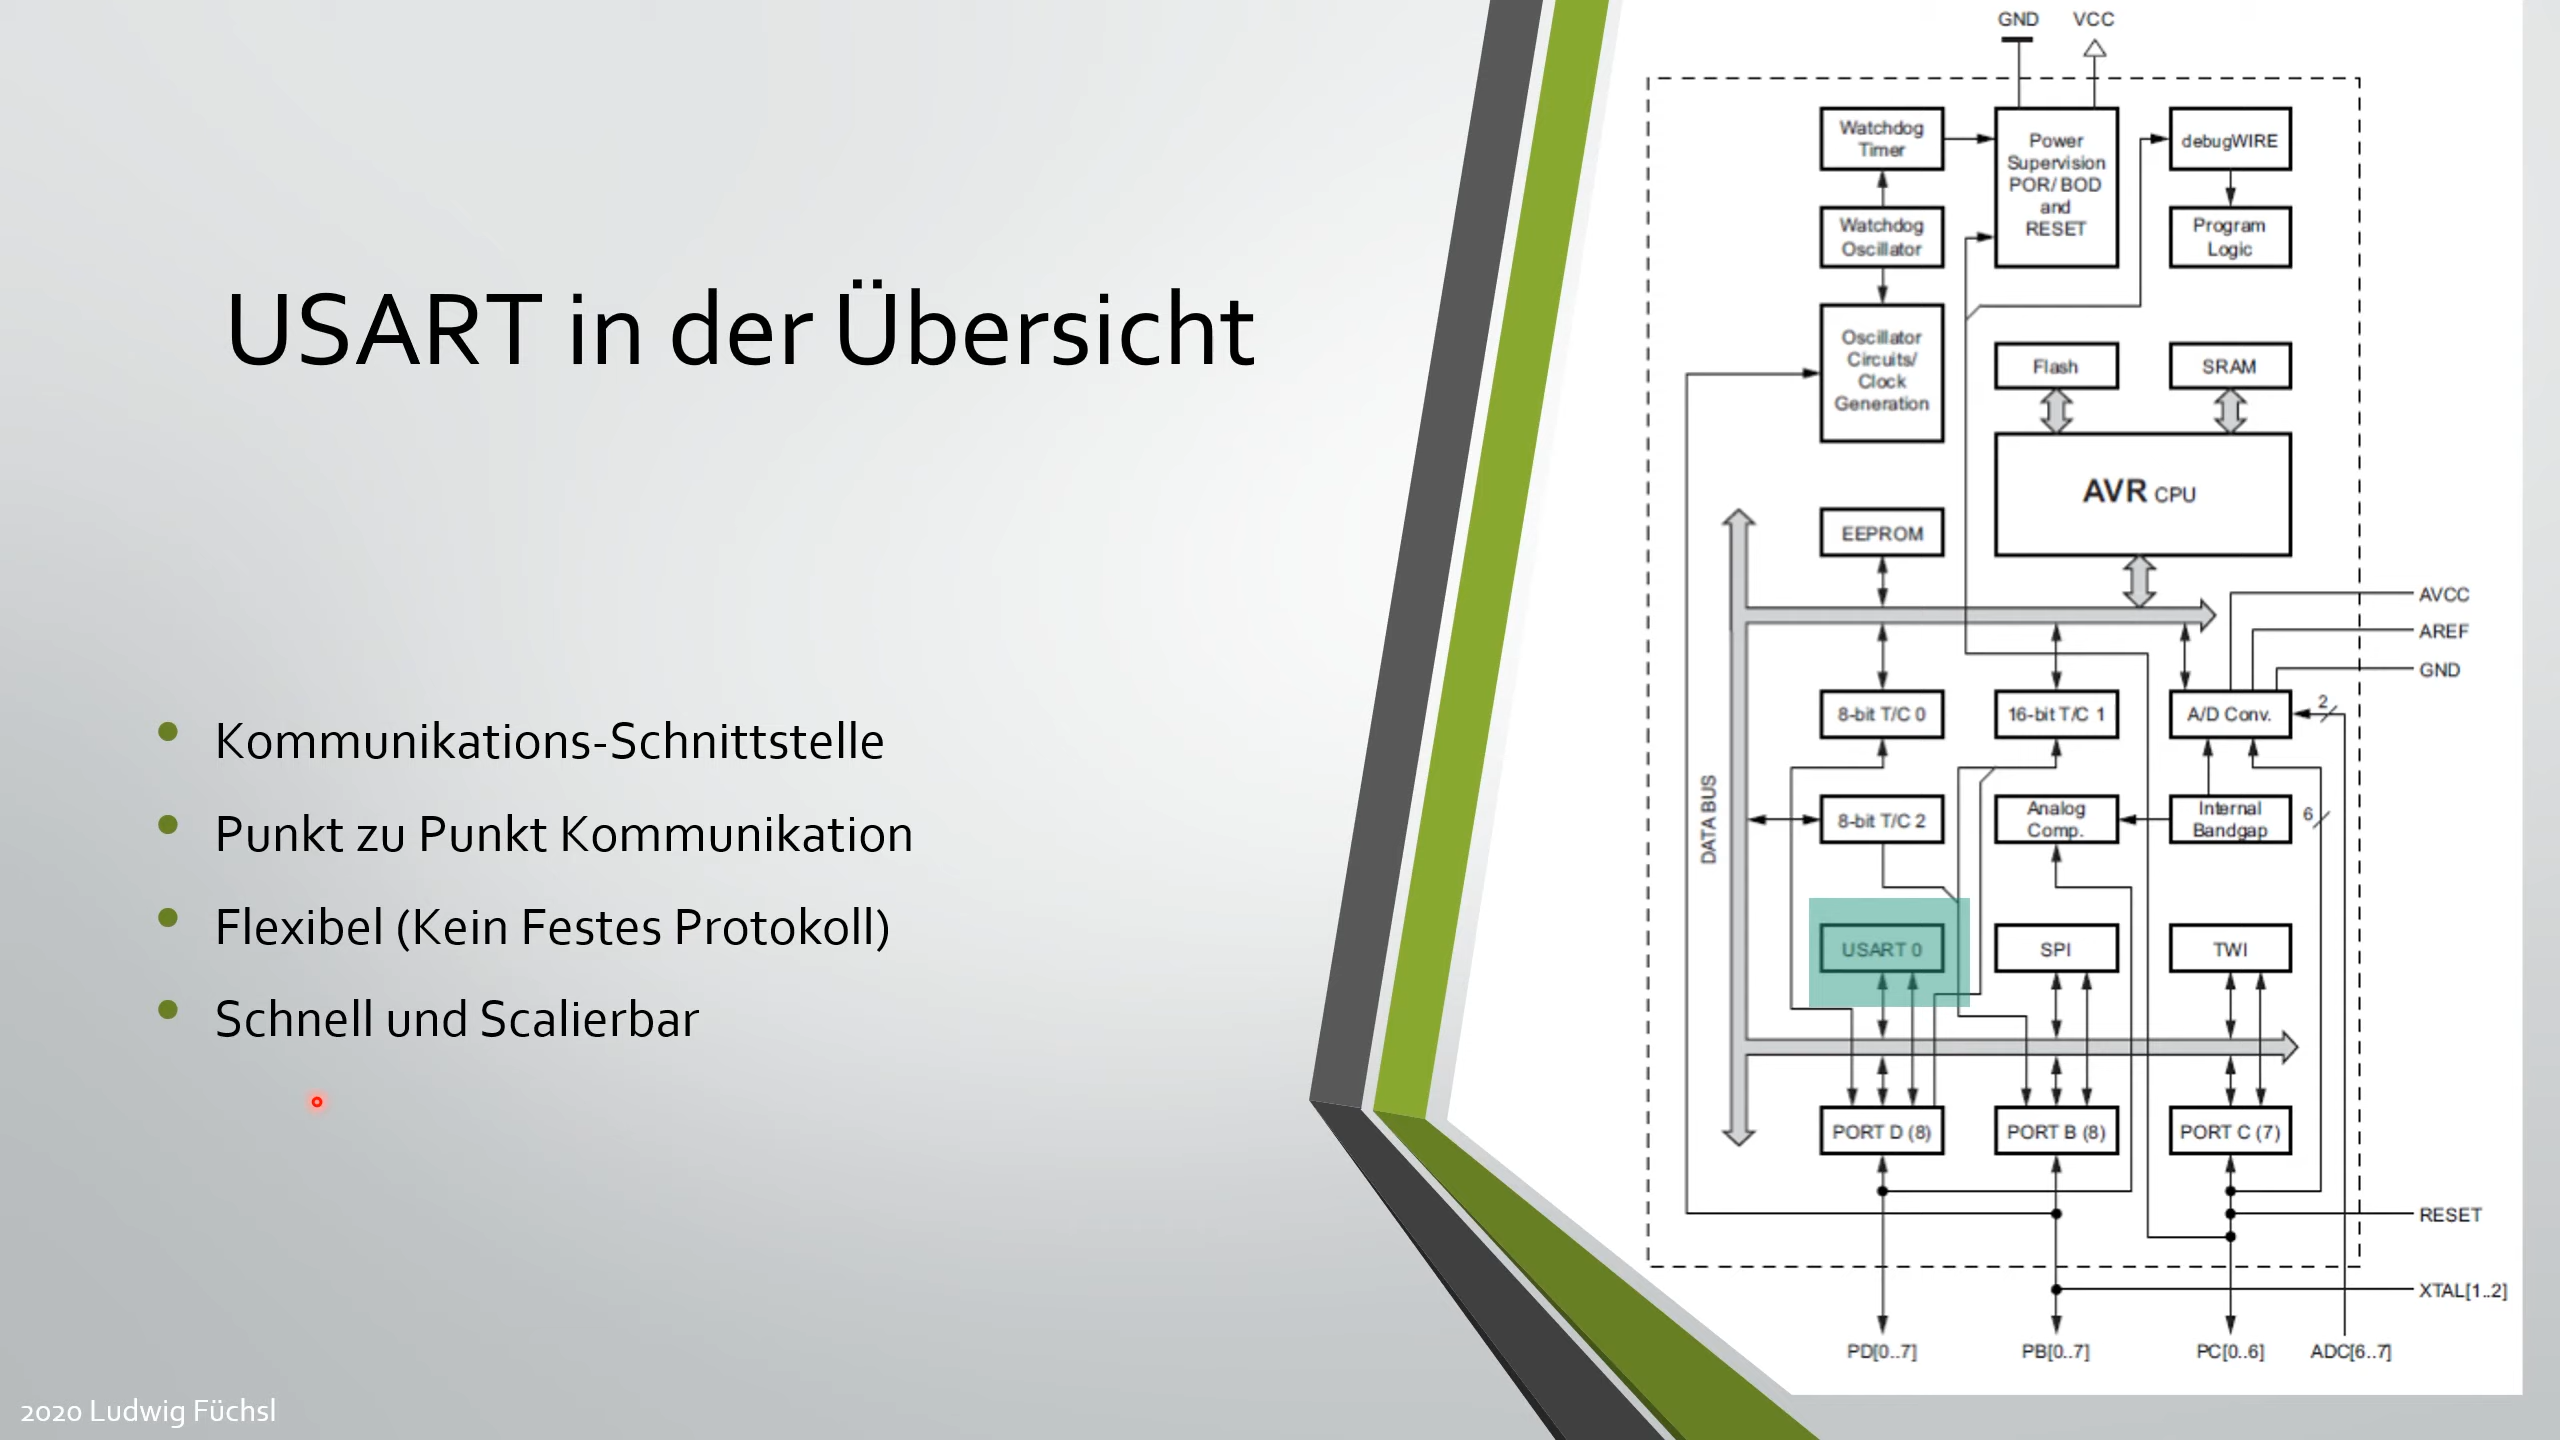 USART in der Übersicht
Kommunikations-Schnittstelle
Punkt zu Punkt Kommunikation
Flexibel (Kein Festes Protokoll)
Schnell und Scalierbar
2020 Ludwig Füchsl
GND
VCC
Watchdog
Timer
Power
Supervision
POR/ BOD
and
RESET
debugWIRE
Watchdog
Oscillator
Program
Logic
Oscillator
Circuits/
Clock
Generation
Flash
SRAM
AVR CPU
EEPROM
AVCC
AREF
GND
8-bit T/C 0
16-bit T/C 1
A/D Conv.
2
DATA BUS
8-bit T/C 2
Analog
Comp.
Internal
Bandgap
6
USART 0
SPI
TWI
PORT D (8)
PORT B (8)
PORT C (7)
RESET
XTAL[1..2]
PD[0..7]
PB[0..7]
PC[0..6]
ADC[6..7]